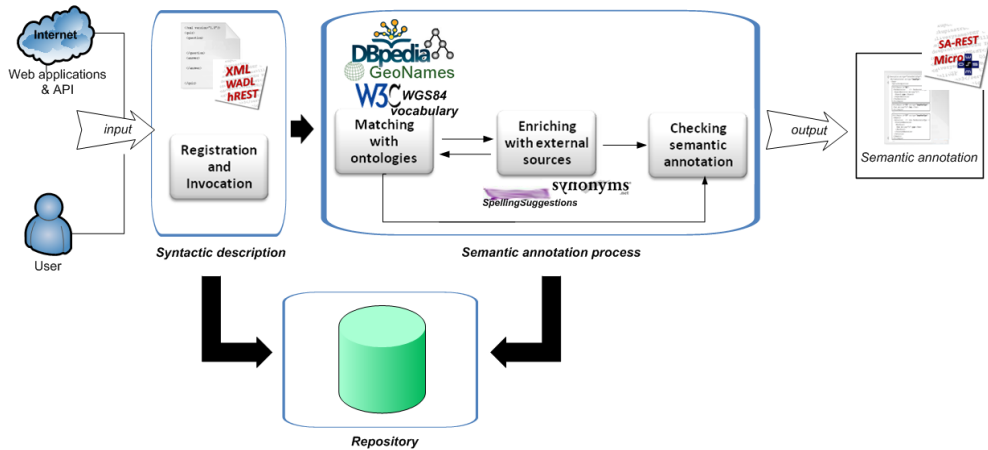 Internet
Web applications
& API
input
User
XML
WADL
hREST
Registration
and
Invocation
Syntactic description
DBpedia
GeoNames
W3C WGS84
vocabulary
Matching
with
ontologies
Enriching
with external
sources
synonyms
SpellingSuggestions
Checking
semantic
annotation
Semantic annotation process
output
SA-REST
Micro
Semantic annotation
Repository